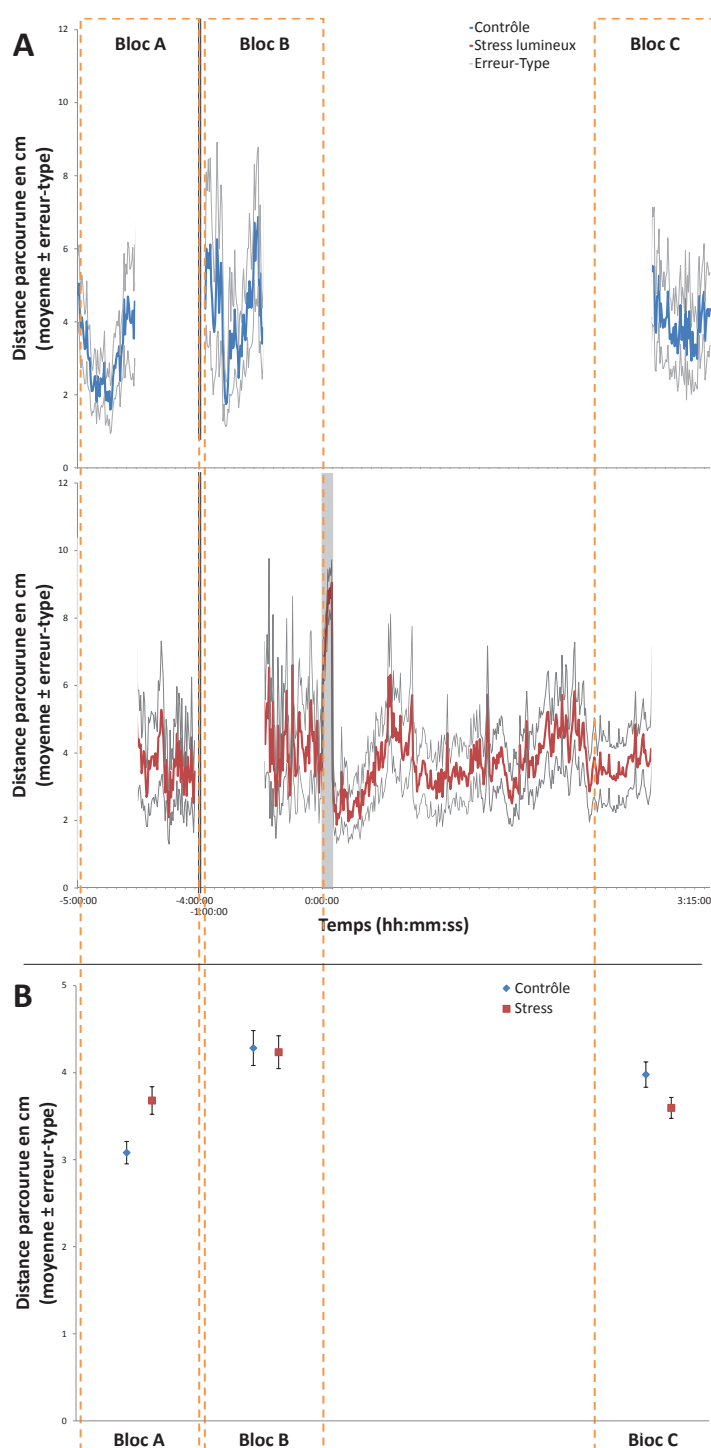 A
Bloc A
Bloc B
Bloc C
Contrôle
Stress lumineux
Erreur-Type
Distance parcourune en cm
(moyenne ± erreur-type)
12
10
8
6
4
2
0
Distance parcourune en cm
(moyenne ± erreur-type)
12
10
8
6
4
2
0
-5:00:00
-4:00:00
-1:00:00
0:00:00
3:15:00
Temps (hh:mm:ss)
B
Contrôle
Stress
Distance parcourue en cm
(moyenne ± erreur-type)
5
4
3
2
1
0
Bloc A
Bloc B
Bioc C